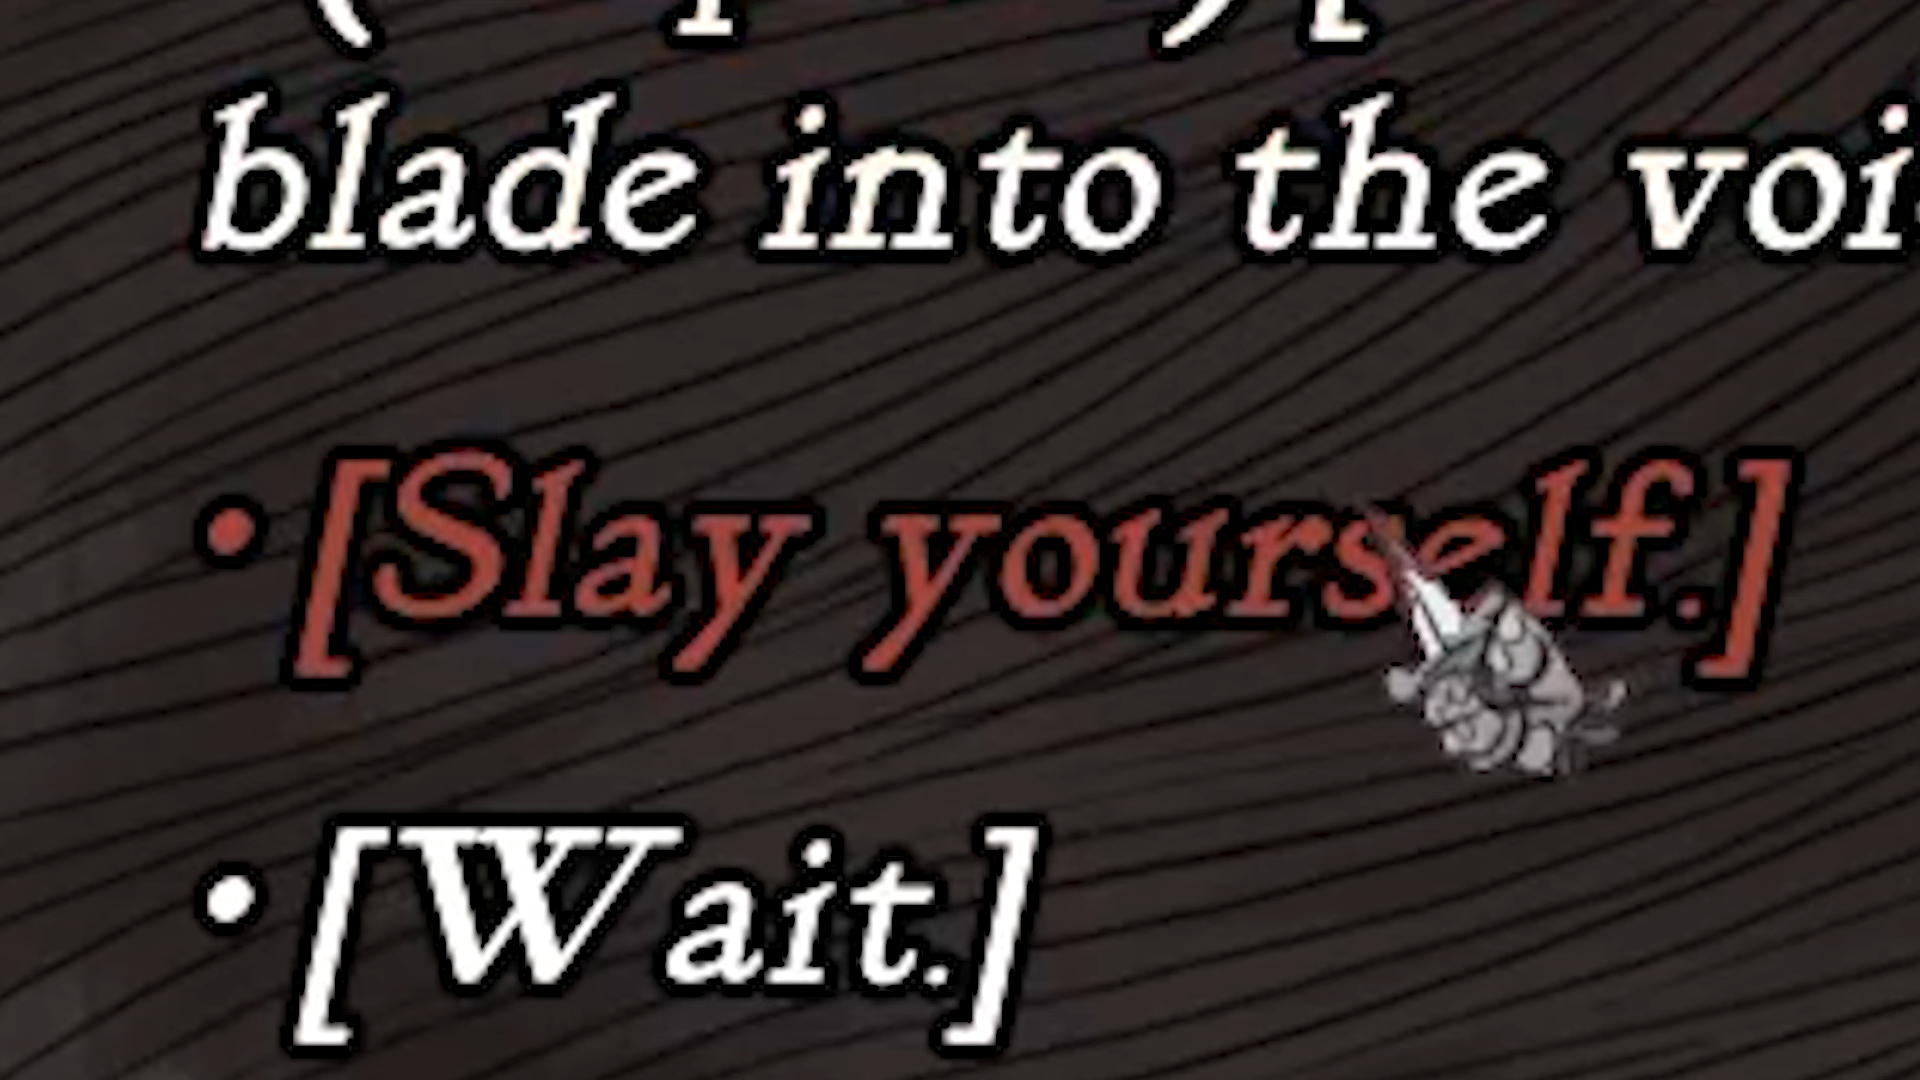 blade into the
• [Slay yourself.]
• [Wait.]